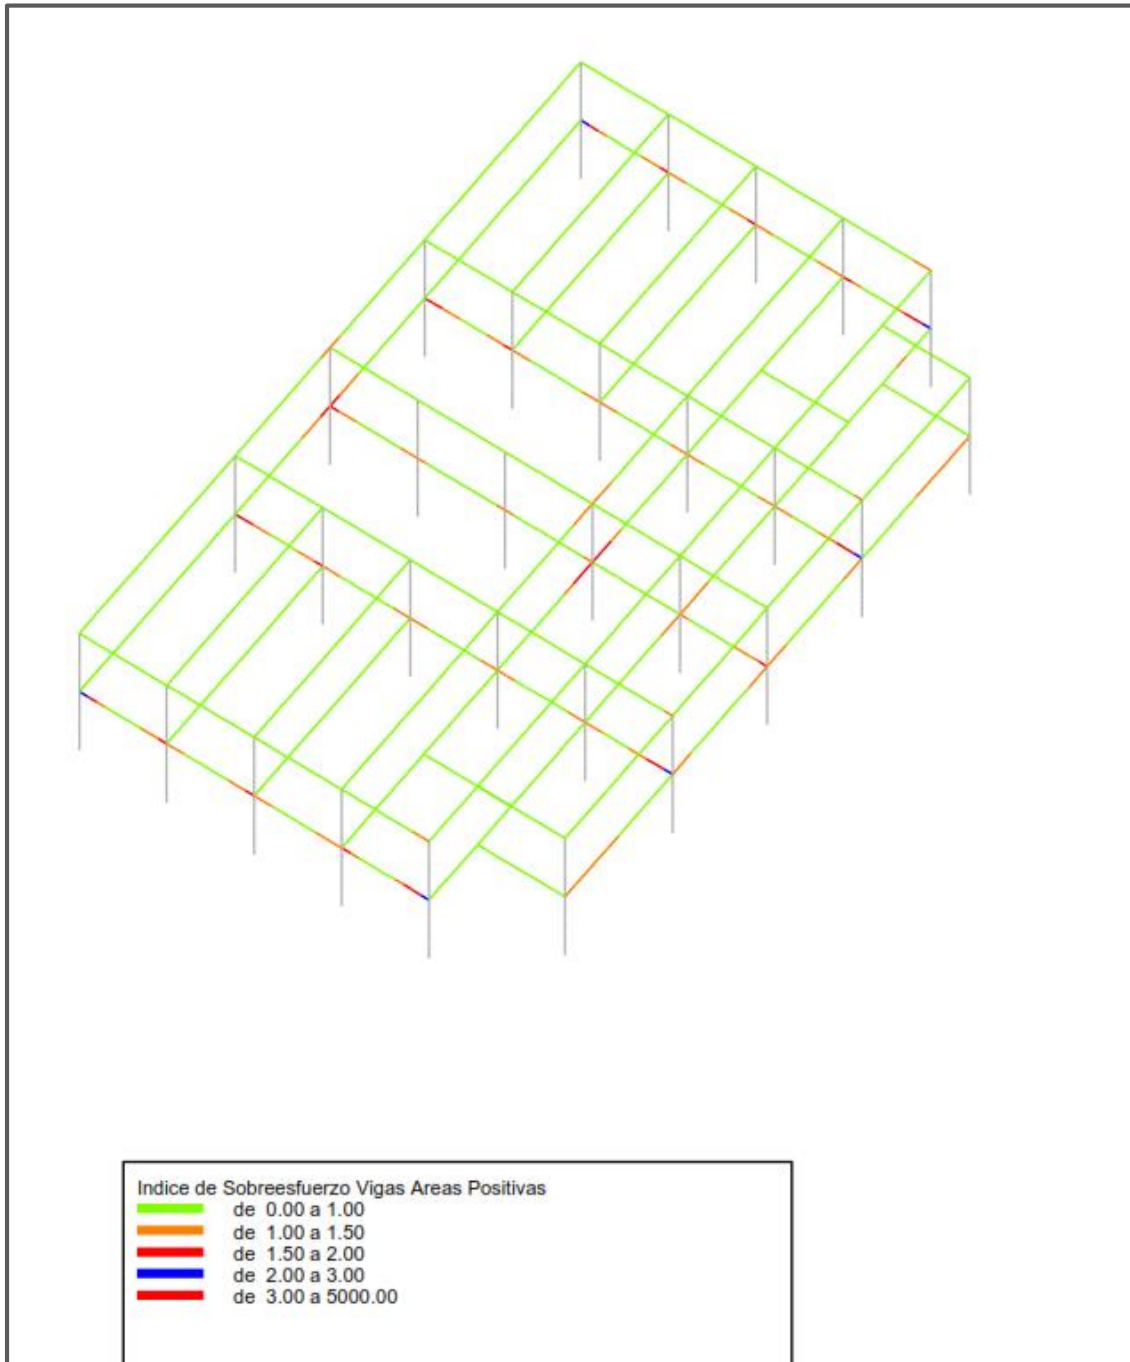 Indice de Sobreesfuerzo Vigas Areas Positivas
de 0.00 a 1.00
de 1.00 a 1.50
de 1.50 a 2.00
de 2.00 a 3.00
de 3.00 a 5000.00